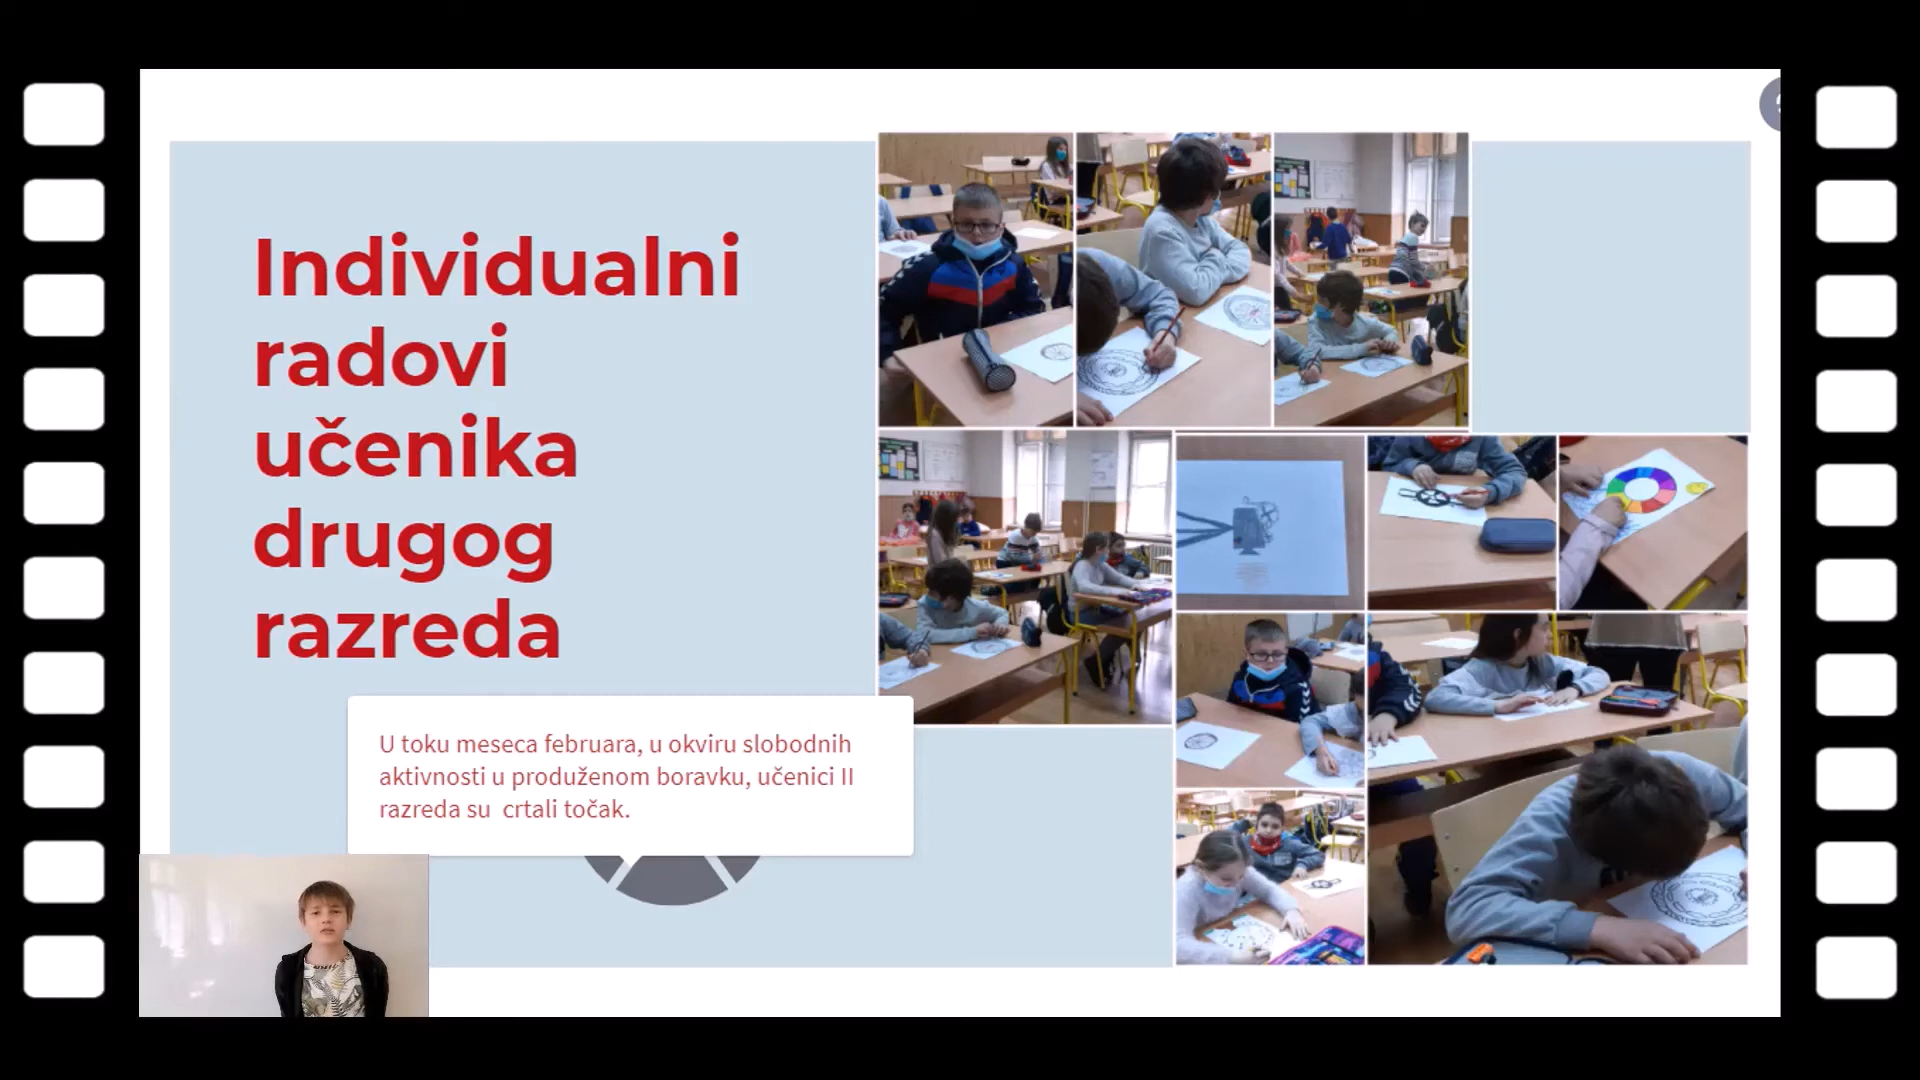 Individualni
radovi
učenika
drugog
razreda
U toku meseca februara, u okviru slobodnih
aktivnosti u produženom boravku, učenici II
razreda su  crtali točak.